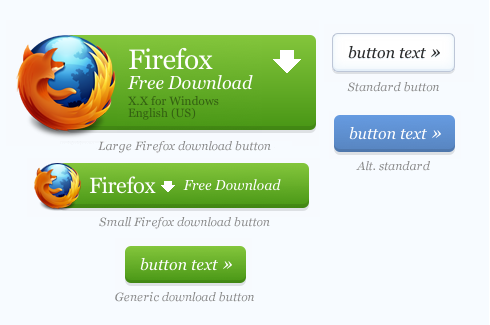 Firefox
Free Download
X.X for Windows
English (US)
Large Firefox download button
Firefox Free Download
Small Firefox download button
button text »
Generic download button
button text »
Standard button
button text »
Alt. standard